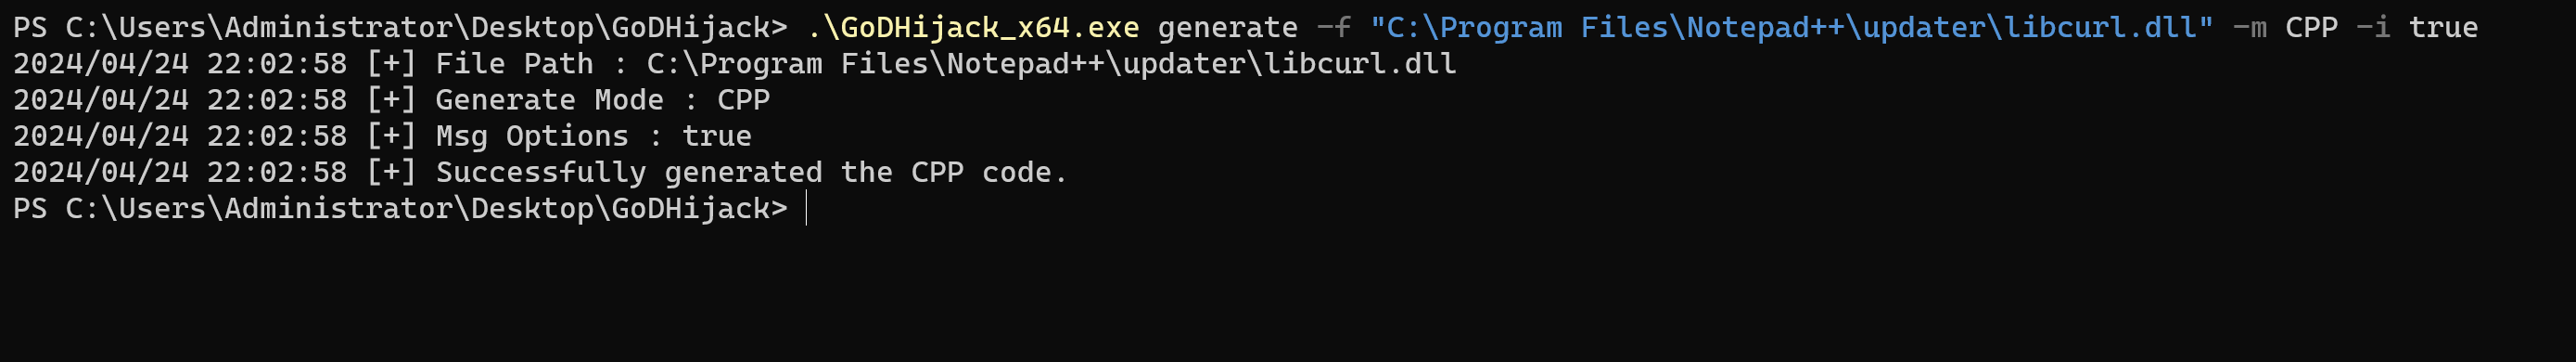 PS C:\Users\Administrator\Desktop\GoDHijack> .\GoDHijack_x64.exe generate -f "C:\Program Files\Notepad++\updater\libcurl.dll" -m CPP -i true
2024/04/24 22:02:58 [+] File Path : C:\Program Files\Notepad++\updater\libcurl.dll
2024/04/24 22:02:58 [+] Generate Mode : CPP
2024/04/24 22:02:58 [+] Msg Options : true
2024/04/24 22:02:58 [+] Successfully generated the CPP code.
PS C:\Users\Administrator\Desktop\GoDHijack>